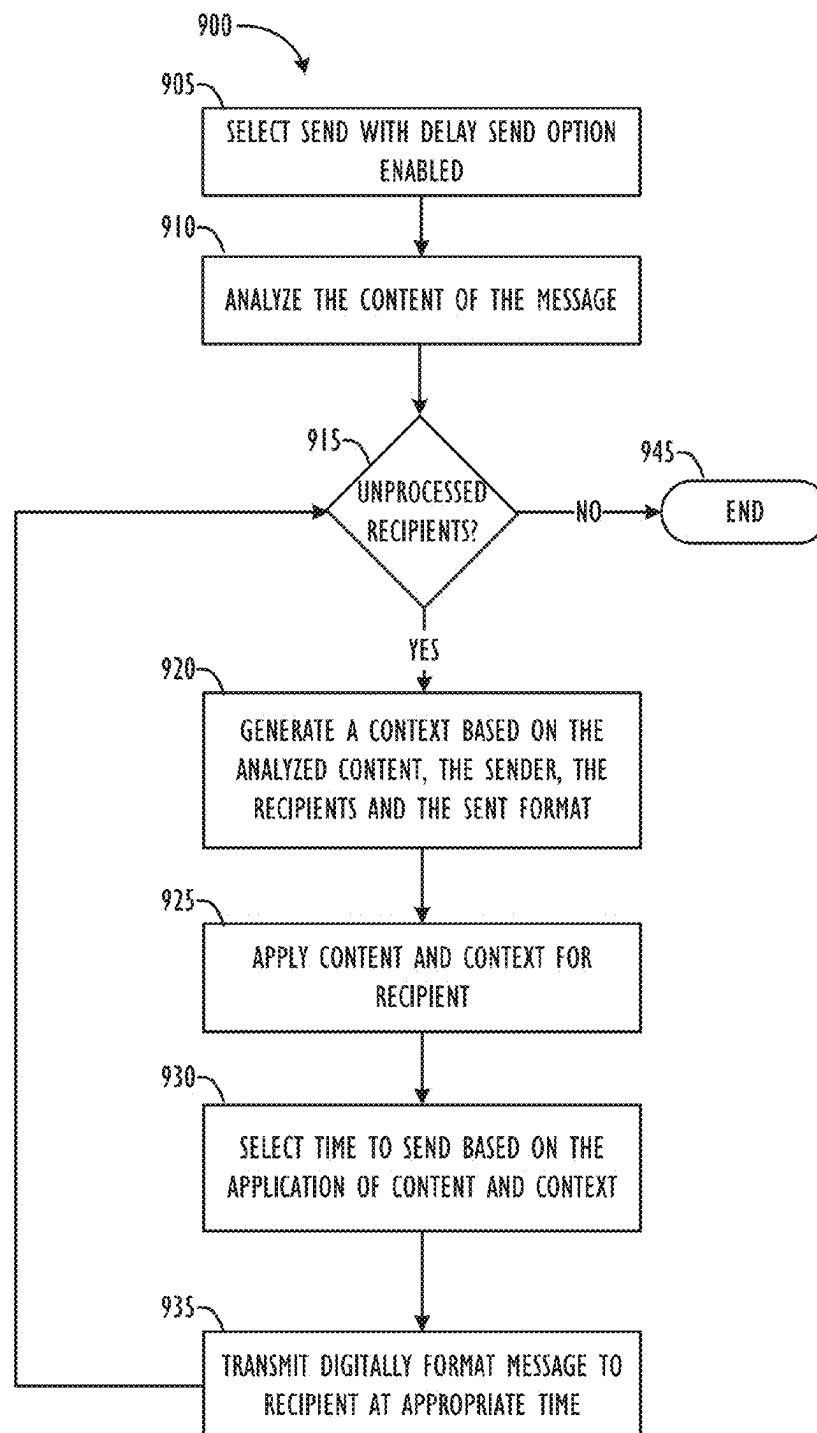 900
905
SELECT SEND WITH DELAY SEND OPTION
ENABLED
910
ANALYZE THE CONTENT OF THE MESSAGE
915
UNPROCESSED
RECIPIENTS?
NO
945
END
YES
920
GENERATE A CONTEXT BASED ON THE
ANALYZED CONTENT, THE SENDER, THE
RECIPIENTS AND THE SENT FORMAT
925
APPLY CONTENT AND CONTEXT FOR
RECIPIENT
930
SELECT TIME TO SEND BASED ON THE
APPLICATION OF CONTENT AND CONTEXT
935
TRANSMIT DIGITALLY FORMAT MESSAGE TO
RECIPIENT AT APPROPRIATE TIME